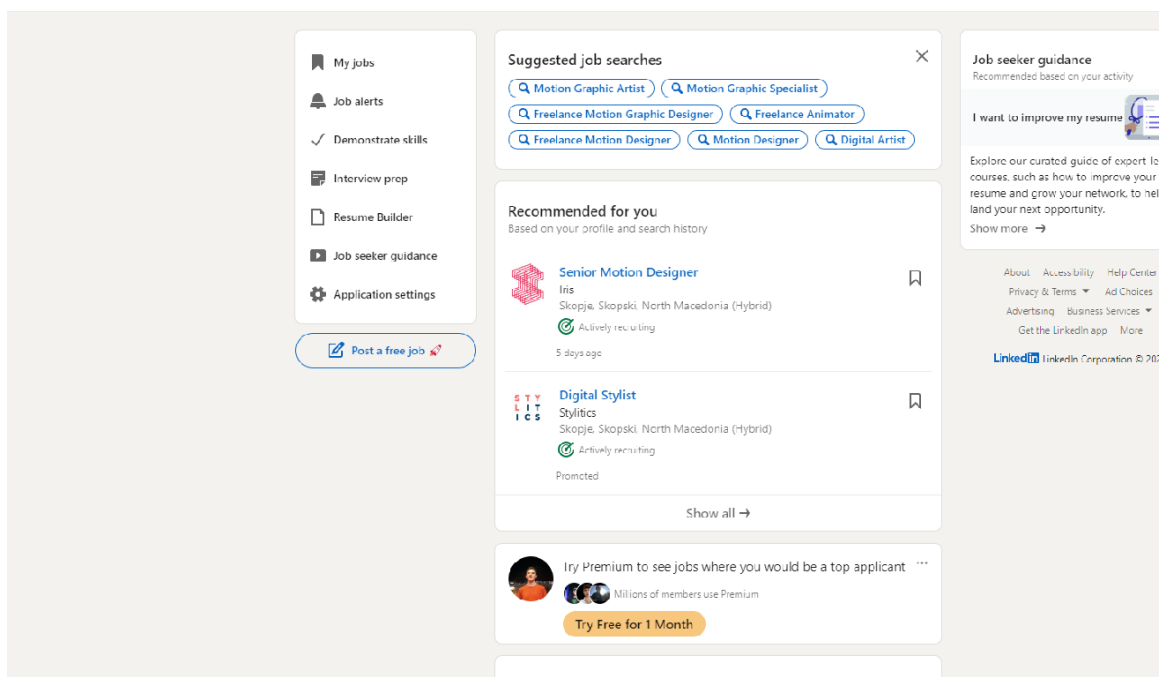 My jobs
Job alerts
Demonstrate skills
Interview prep
Resume Builder
Job seeker guidance
Application settings
Post a free job
Suggested job searches
Motion Graphic Artist
Motion Graphic Specialist
Freelance Motion Graphic Designer
Freelance Animator
Freelance Motion Designer
Motion Designer
Digital Artist
Recommended for you
Based on your profile and search history
Senior Motion Designer
Iris
Skopje, Skopski, North Macedonia (Hybrid)
Actively recruiting
5 days ago
STY
LIT
ICS
Digital Stylist
Stylitics
Skopje, Skopski, North Macedonia (Hybrid)
Actively recruiting
Promoted
Show all →
Try Premium to see jobs where you would be a top applicant
Millions of members use Premium
Try Free for 1 Month
Job seeker guidance
Recommended based on your activity
I want to improve my resume
Explore our curated guide of expert-le
courses, such as how to improve your
resume and grow your network, to hel
land your next opportunity.
Show more →
About Accessibility Help Center
Privacy & Terms Ad Choices
Advertising Business Services
Get the LinkedIn app More
LinkedIn LinkedIn Corporation © 202